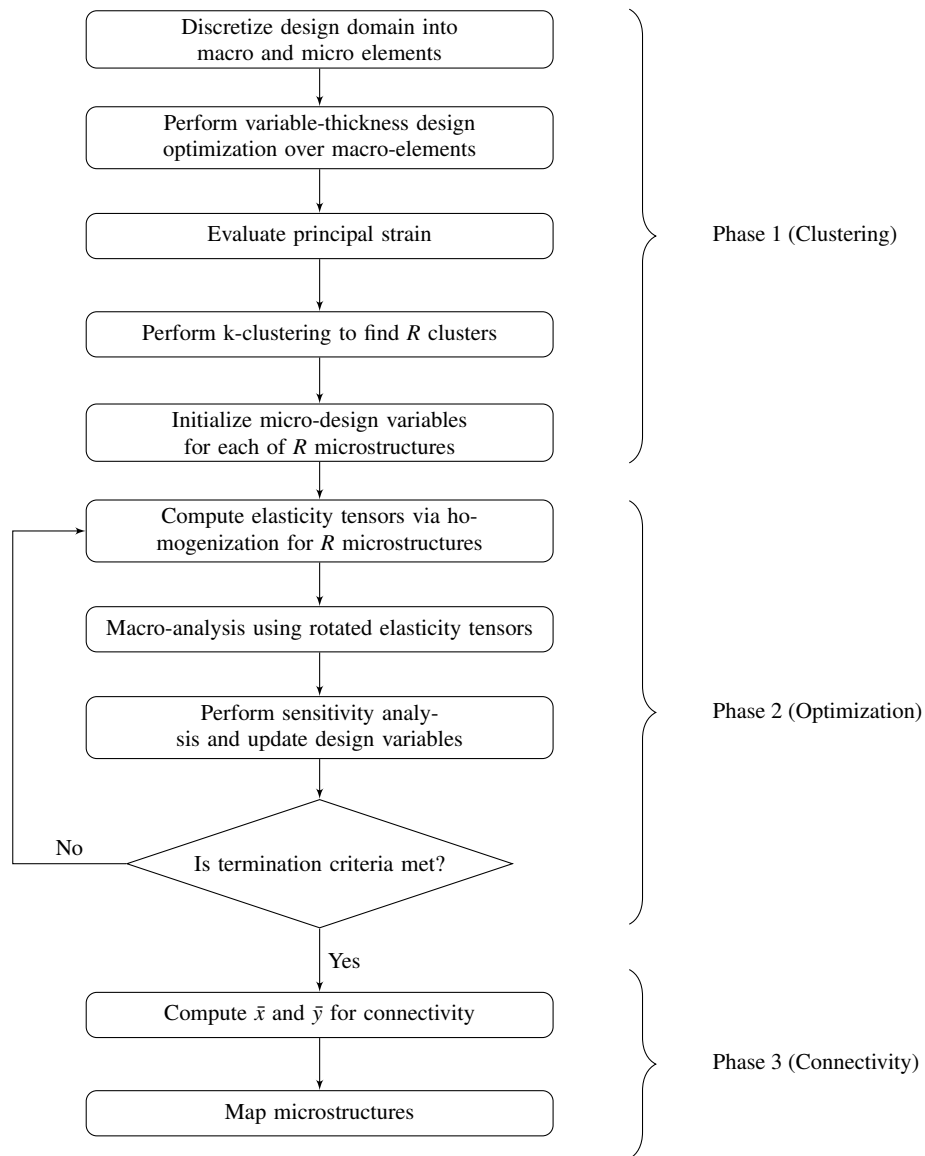 Discretize design domain into
macro and micro elements
Perform variable-thickness design
optimization over macro-elements
Evaluate principal strain
Phase 1 (Clustering)
Perform k-clustering to find R clusters
Initialize micro-design variables
for each of R microstructures
Compute elasticity tensors via ho-
mogenization for R microstructures
Macro-analysis using rotated elasticity tensors
Perform sensitivity analy-
sis and update design variables
Phase 2 (Optimization)
No
Is termination criteria met?
Yes
Compute x̄ and ȳ for connectivity
Phase 3 (Connectivity)
Map microstructures